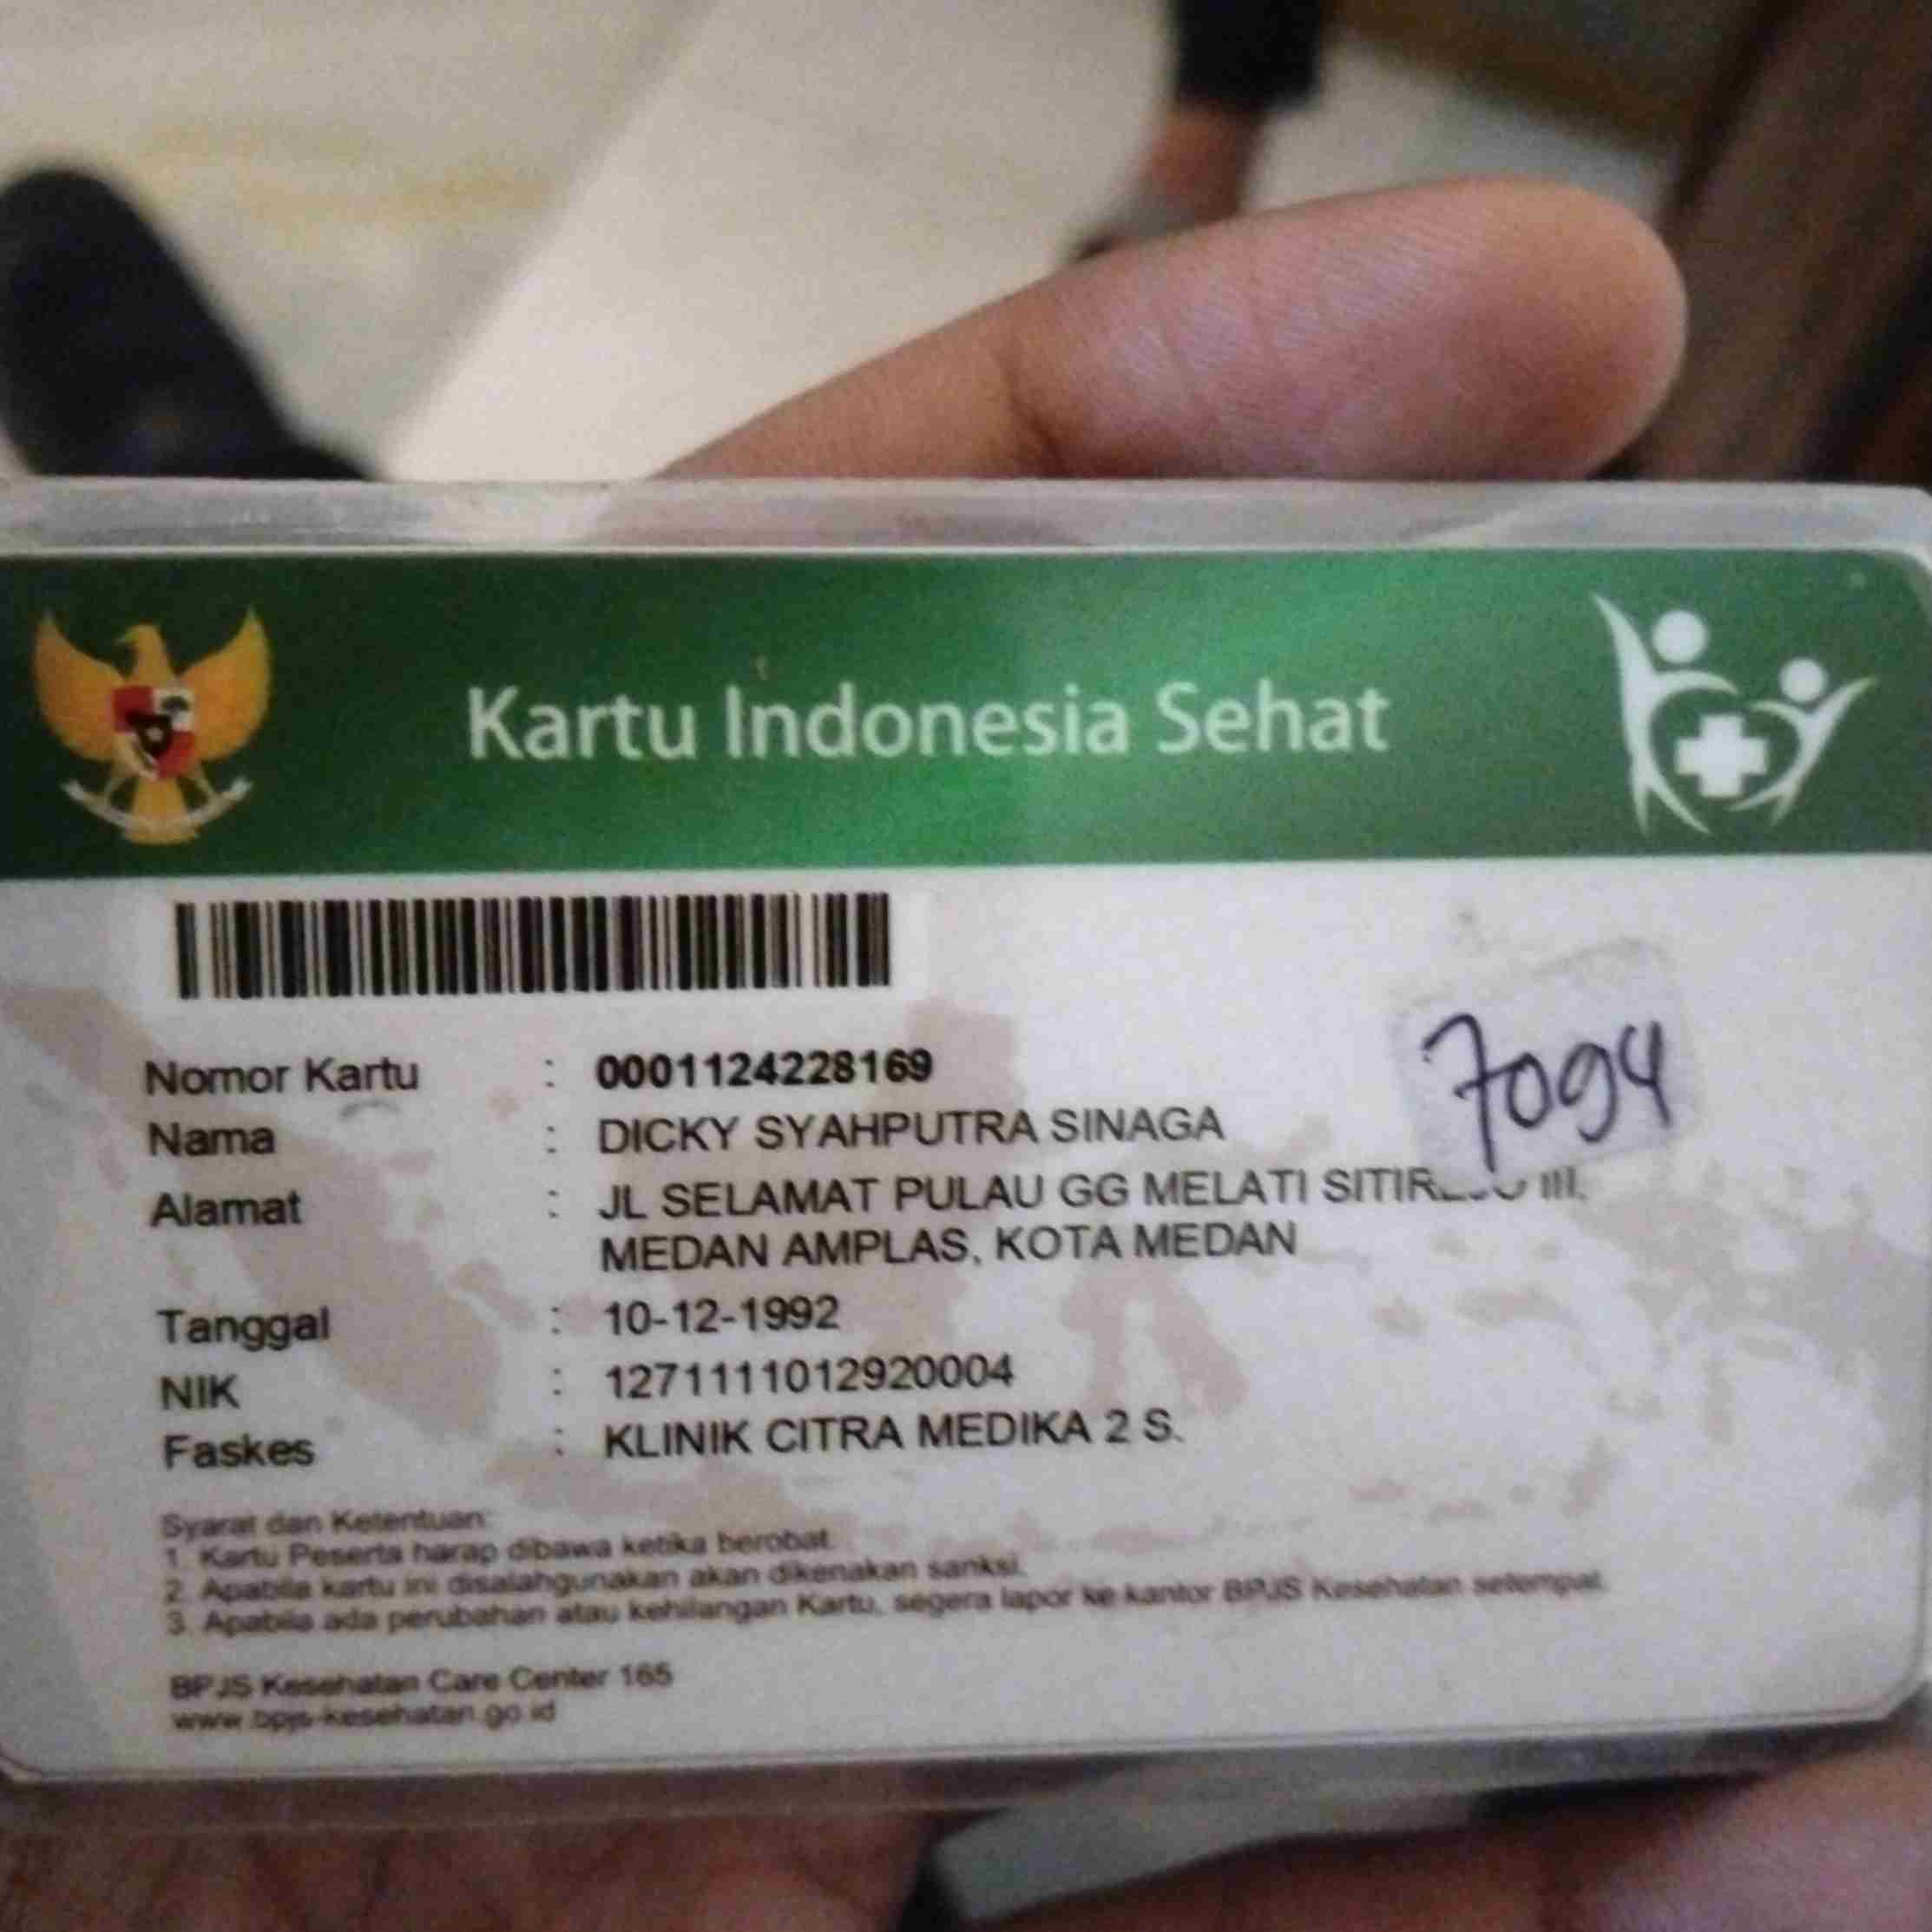 Kartu Indonesia Sehat
Nomor Kartu : 0001124228169
7094
Nama : DICKY SYAHPUTRA SINAGA
Alamat : JL SELAMAT PULAU GG MELATI III,
MEDAN AMPLAS, KOTA MEDAN
Tanggal : 10-12-1992
NIK : 1271111012920004
Faskes : KLINIK CITRA MEDIKA 2 S.
Syarat dan Ketentuan:
1. Kartu Peserta harap dibawa ketika berobat.
2. Apabila kartu ini disalahgunakan akan dikenakan sanksi.
3. Apabila ada perubahan atau kehilangan Kartu, segera lapor ke kantor BPJS Kesehatan setempat.
BPJS Kesehatan Care Center 165
www.bpjs-kesehatan.go.id